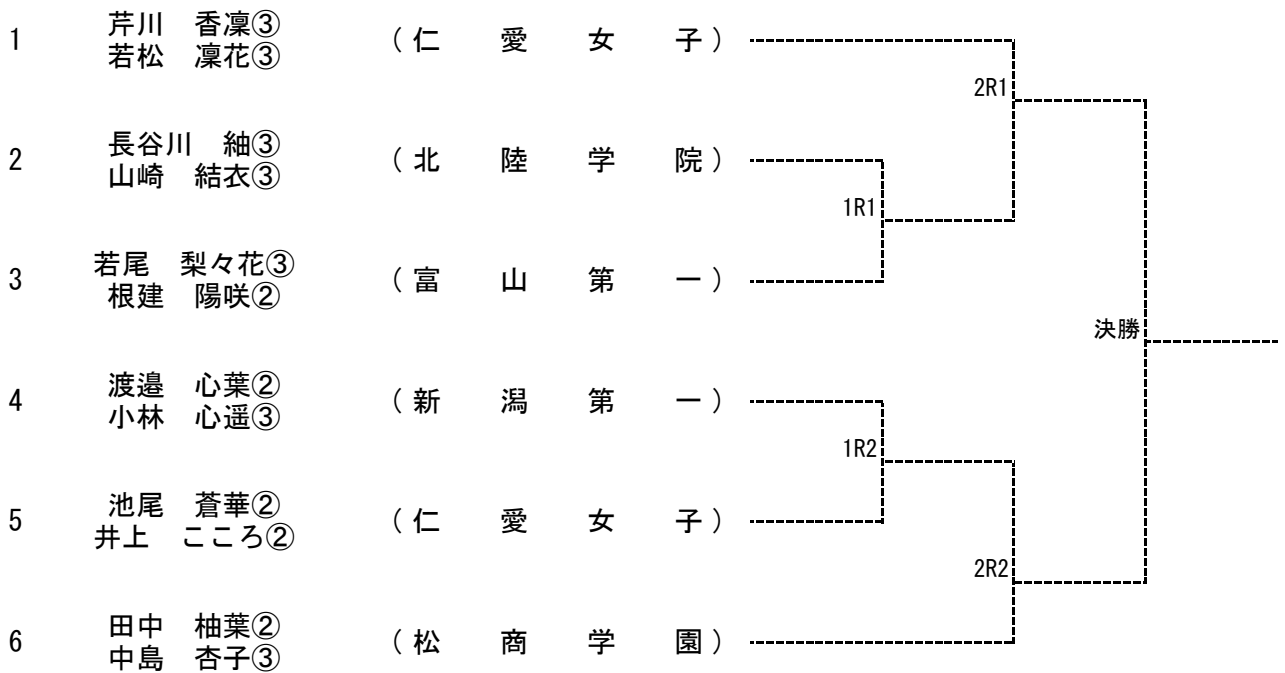 1 芹川 香凜③ (仁愛女子)
若松 凜花③
2R1
2 長谷川 紬③ (北陸学院)
山崎 結衣③
1R1
3 若尾 梨々花③ (富山第一)
根建 陽咲②
決勝
4 渡邉 心葉② (新潟第一)
小林 心遥③
1R2
5 池尾 蒼華② (仁愛女子)
井上 こころ②
2R2
6 田中 柚葉② (松商学園)
中島 杏子③